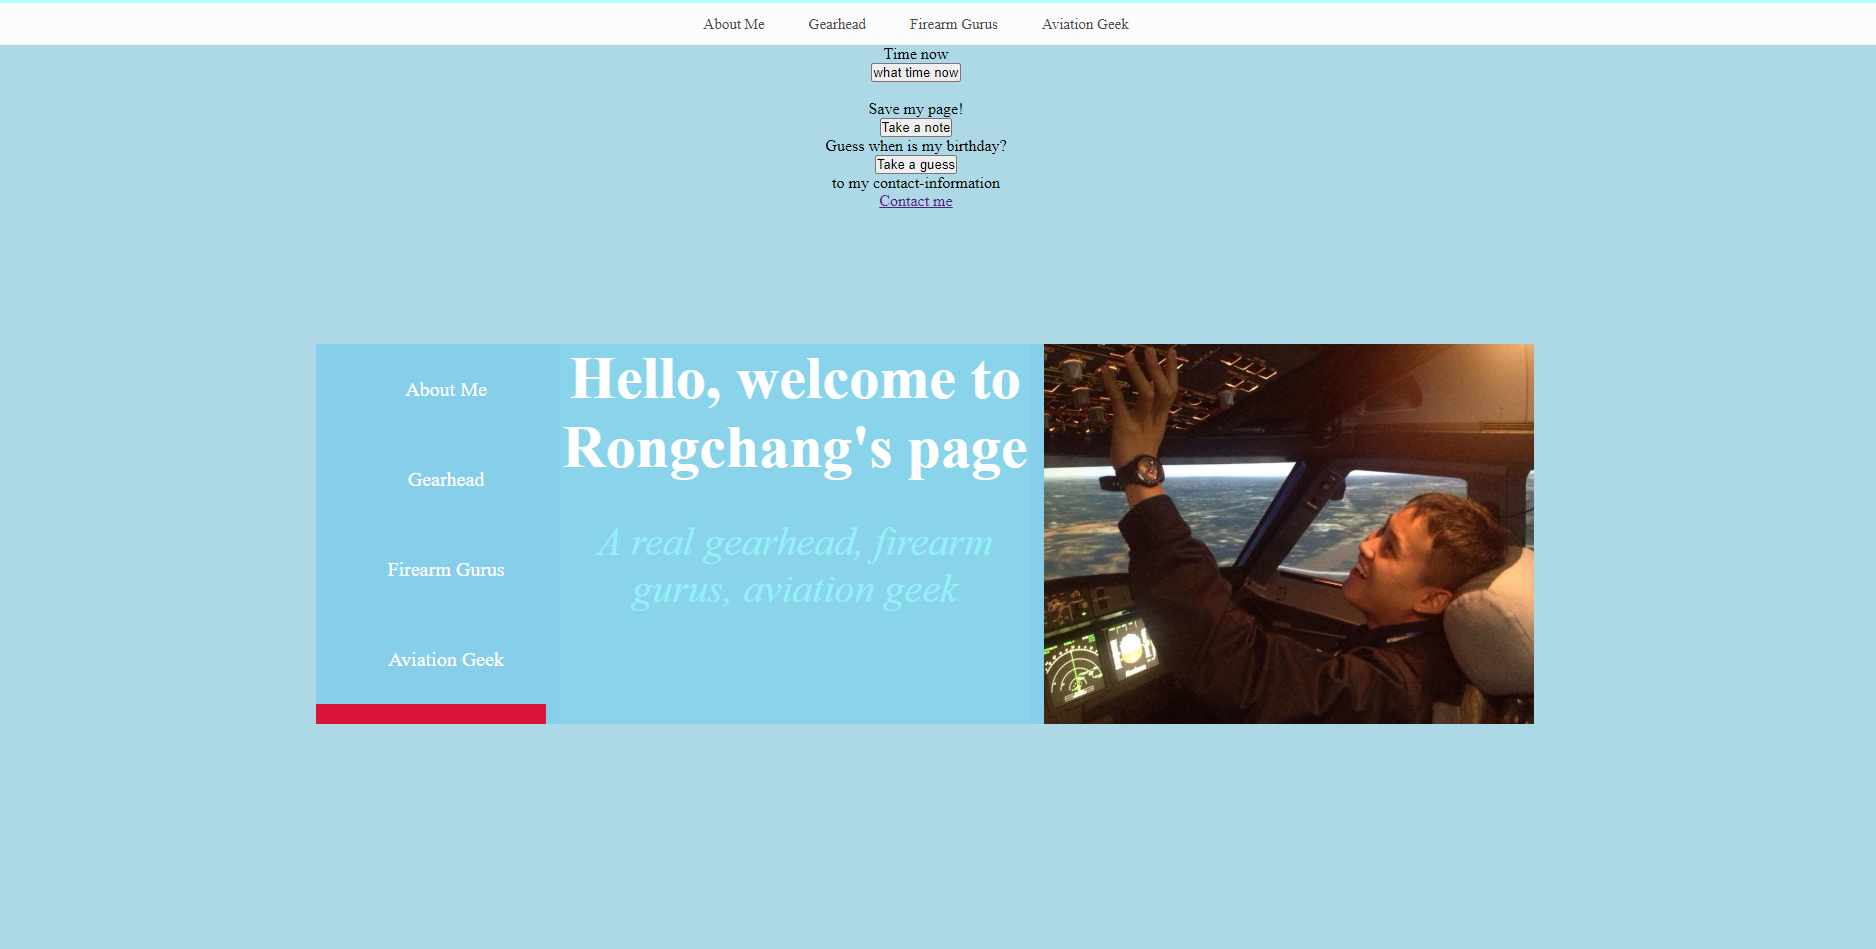 About Me Gearhead Firearm Gurus Aviation Geek
Time now
what time now
Save my page!
Take a note
Guess when is my birthday?
Take a guess
to my contact-information
Contact me
About Me
Gearhead
Firearm Gurus
Aviation Geek
Hello, welcome to
Rongchang's page
A real gearhead, firearm
gurus, aviation geek